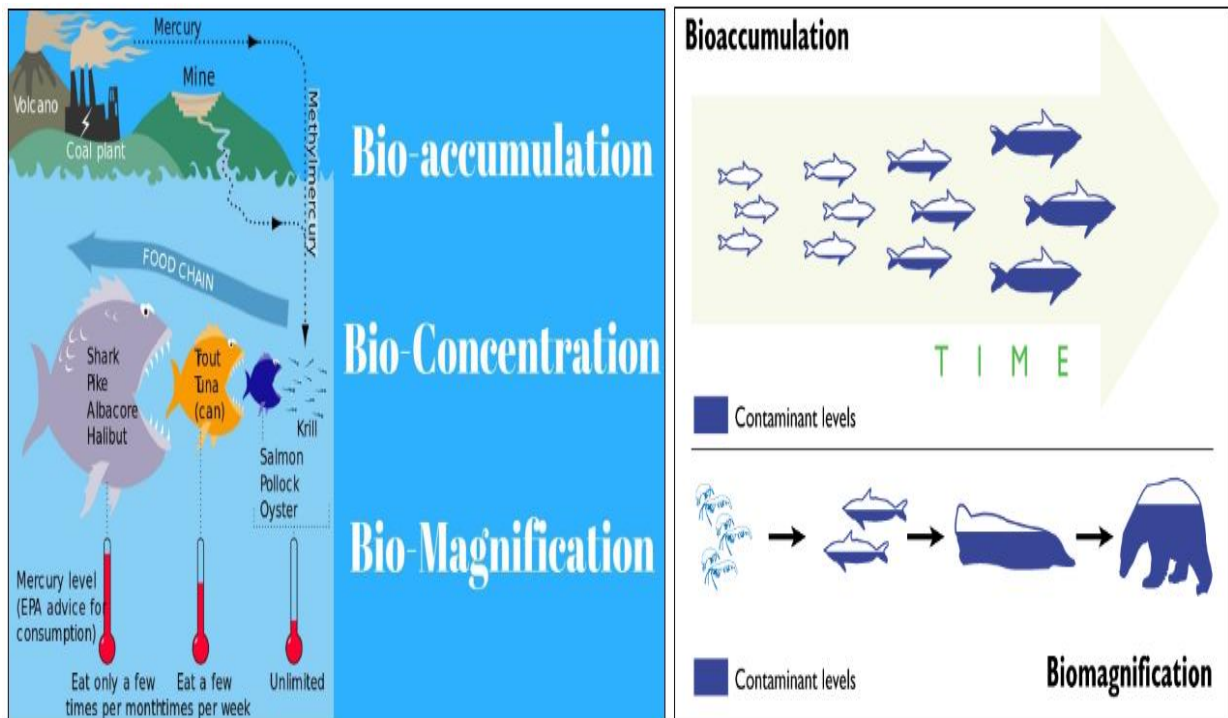 Mercury
Mine
Volcano
Coal plant
Methylmercury
FOOD CHAIN
Shark
Pike
Albacore
Halibut
Trout
Tuna
(can)
Krill
Salmon
Pollock
Oyster
Mercury level
(EPA advice for
consumption)
Eat only a few
times per month
Eat a few
times per week
Unlimited
Bio-accumulation
Bio-Concentration
Bio-Magnification
Bioaccumulation
TIME
Contaminant levels
Contaminant levels
Biomagnification